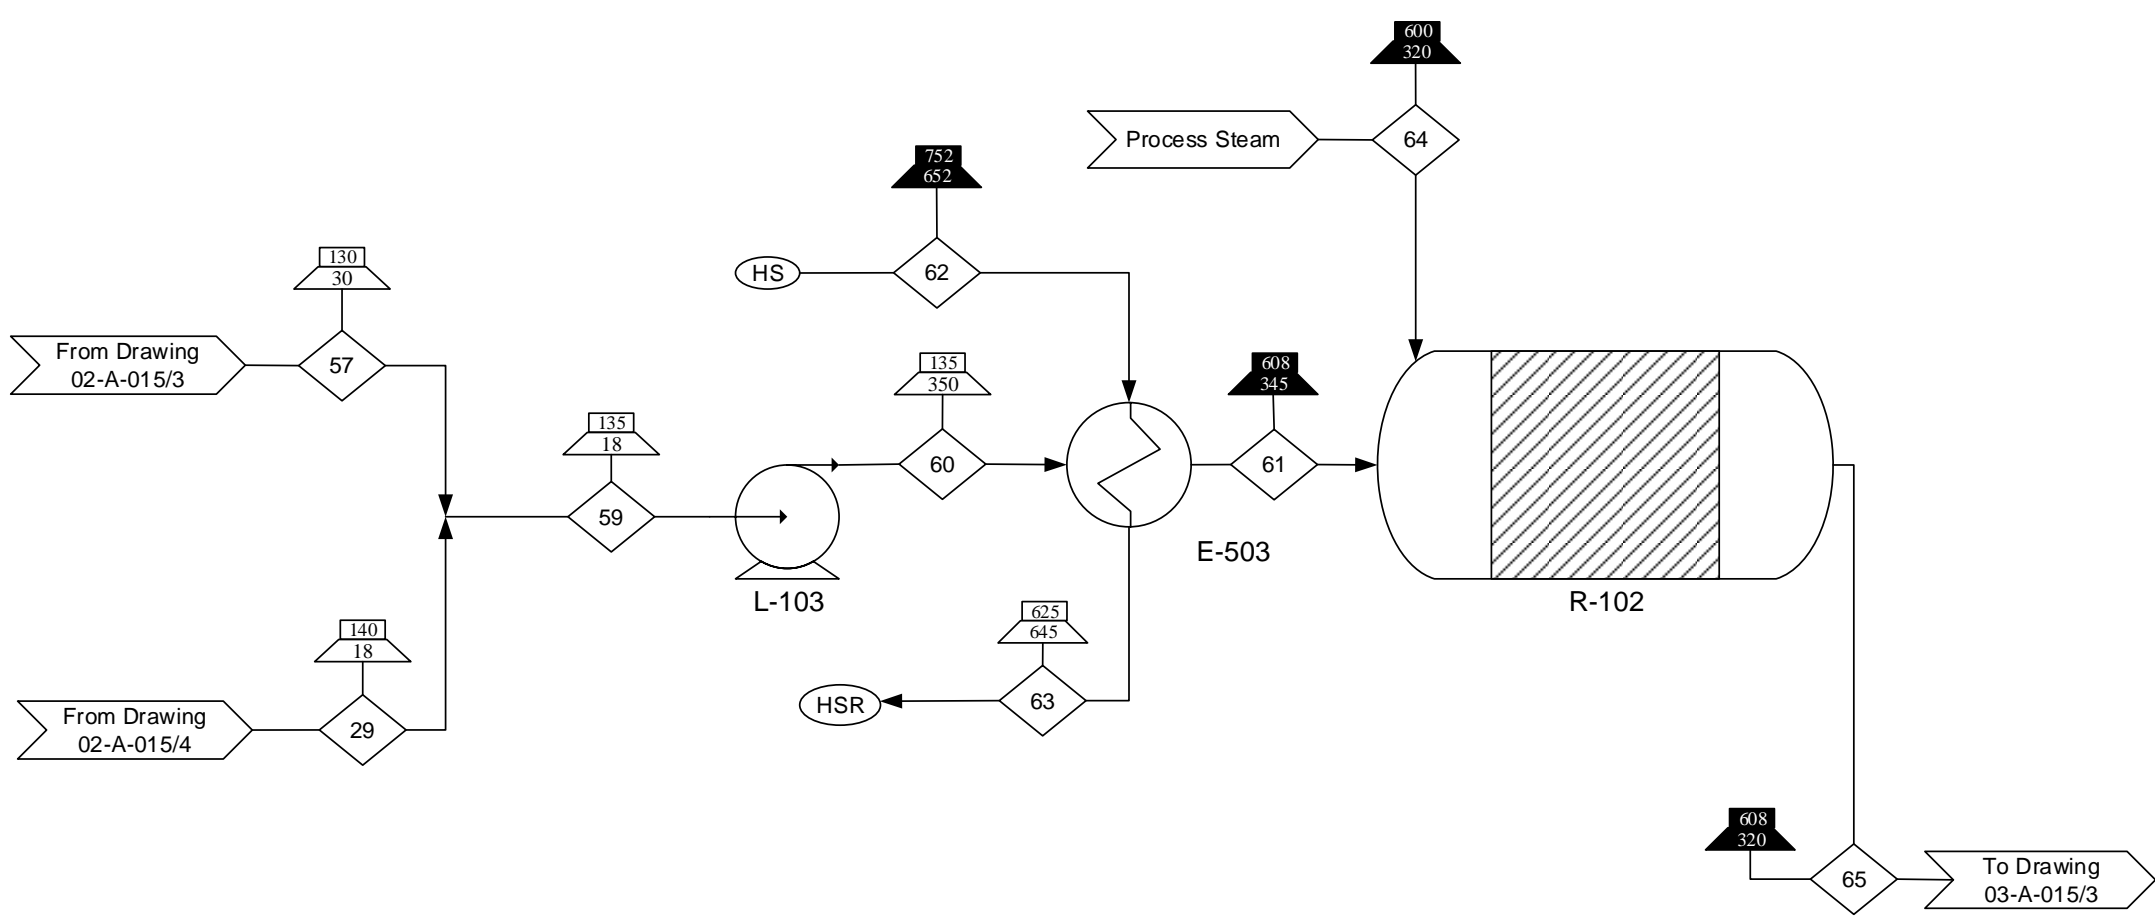 600
320
Process Steam
64
752
652
HS
62
130
30
From Drawing
02-A-015/3
57
135
350
60
608
345
61
135
18
59
L-103
E-503
R-102
140
18
From Drawing
02-A-015/4
29
625
645
HSR
63
608
320
65
To Drawing
03-A-015/3